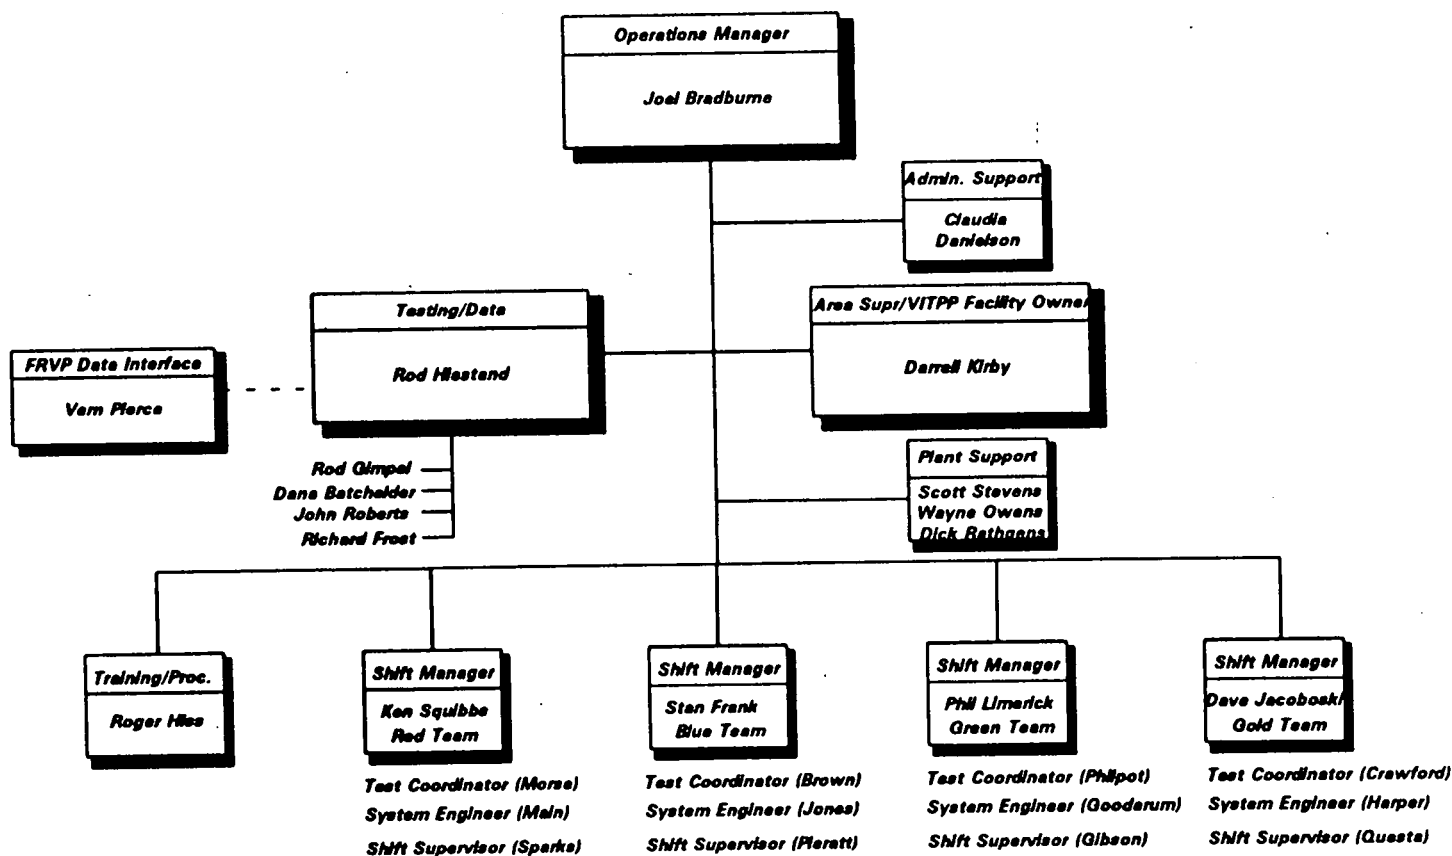 Operations Manager
Joel Bradburne
Admin. Support
Claudia
Danielson
Testing/Data
Rod Hiestand
Area Supr/VITPP Facility Owner
Darrell Kirby
FRVP Data Interface
Vern Pierce
Rod Gimpel
Dana Batchelder
John Roberts
Richard Frost
Plant Support
Scott Stevens
Wayne Owens
Dick Rathgens
Training/Proc.
Roger Hiss
Shift Manager
Ken Squibbe
Red Team
Test Coordinator (Morse)
System Engineer (Main)
Shift Supervisor (Sparks)
Shift Manager
Stan Frank
Blue Team
Test Coordinator (Brown)
System Engineer (Jones)
Shift Supervisor (Pieratt)
Shift Manager
Phil Limerick
Green Team
Test Coordinator (Philpot)
System Engineer (Gooderum)
Shift Supervisor (Gibson)
Shift Manager
Dave Jacoboski
Gold Team
Test Coordinator (Crawford)
System Engineer (Harper)
Shift Supervisor (Questa)